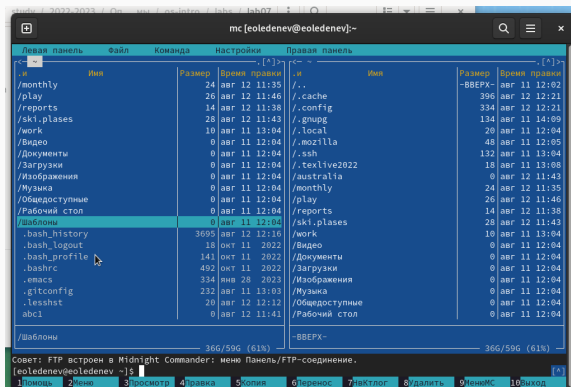 study / 2022-2023 / Оп мы / os-intro / labs / lab07
mc [eoledenev@eoledenev]:~
Левая панель Файл Команда Настройки Правая панель
<— ~ .[^]> <— ~ .[^]>
.и Имя Размер Время правки .и Имя Размер Время правки
/monthly 24 авг 12 11:35 /.. -ВВЕРХ- авг 11 12:02
/play 26 авг 12 11:46 /.cache 396 авг 12 12:21
/reports 14 авг 12 11:38 /.config 334 авг 12 12:21
/ski.plases 28 авг 12 11:43 /.gnupg 134 авг 11 14:09
/work 10 авг 11 13:04 /.local 20 авг 11 12:04
/Видео 0 авг 11 12:04 /.mozilla 48 авг 11 12:05
/Документы 0 авг 11 12:04 /.ssh 132 авг 11 13:04
/Загрузки 0 авг 11 12:04 /.texlive2022 18 авг 11 13:08
/Изображения 0 авг 11 12:04 /australia 0 авг 12 11:43
/Музыка 0 авг 11 12:04 /monthly 24 авг 12 11:35
/Общедоступные 0 авг 11 12:04 /play 26 авг 12 11:46
/Рабочий стол 0 авг 11 12:04 /reports 14 авг 12 11:38
/Шаблоны 0 авг 11 12:04 /ski.plases 28 авг 12 11:43
.bash_history 3695 авг 12 12:16 /work 10 авг 11 13:04
.bash_logout 18 окт 11 2022 /Видео 0 авг 11 12:04
.bash_profile 141 окт 11 2022 /Документы 0 авг 11 12:04
.bashrc 492 окт 11 2022 /Загрузки 0 авг 11 12:04
.emacs 334 янв 28 2023 /Изображения 0 авг 11 12:04
.gitconfig 232 авг 11 13:03 /Музыка 0 авг 11 12:04
.lesshst 20 авг 12 12:12 /Общедоступные 0 авг 11 12:04
abc1 0 авг 12 11:41 /Рабочий стол 0 авг 11 12:04
/Шаблоны -ВВЕРХ-
36G/59G (61%) 36G/59G (61%)
Совет: FTP встроен в Midnight Commander: меню Панель/FTP-соединение.
[eoledenev@eoledenev ~]$ [^]
1Помощь 2Меню 3Просмотр 4Правка 5Копия 6Перенос 7НвКтлог 8Удалить 9МенюMC 10Выход